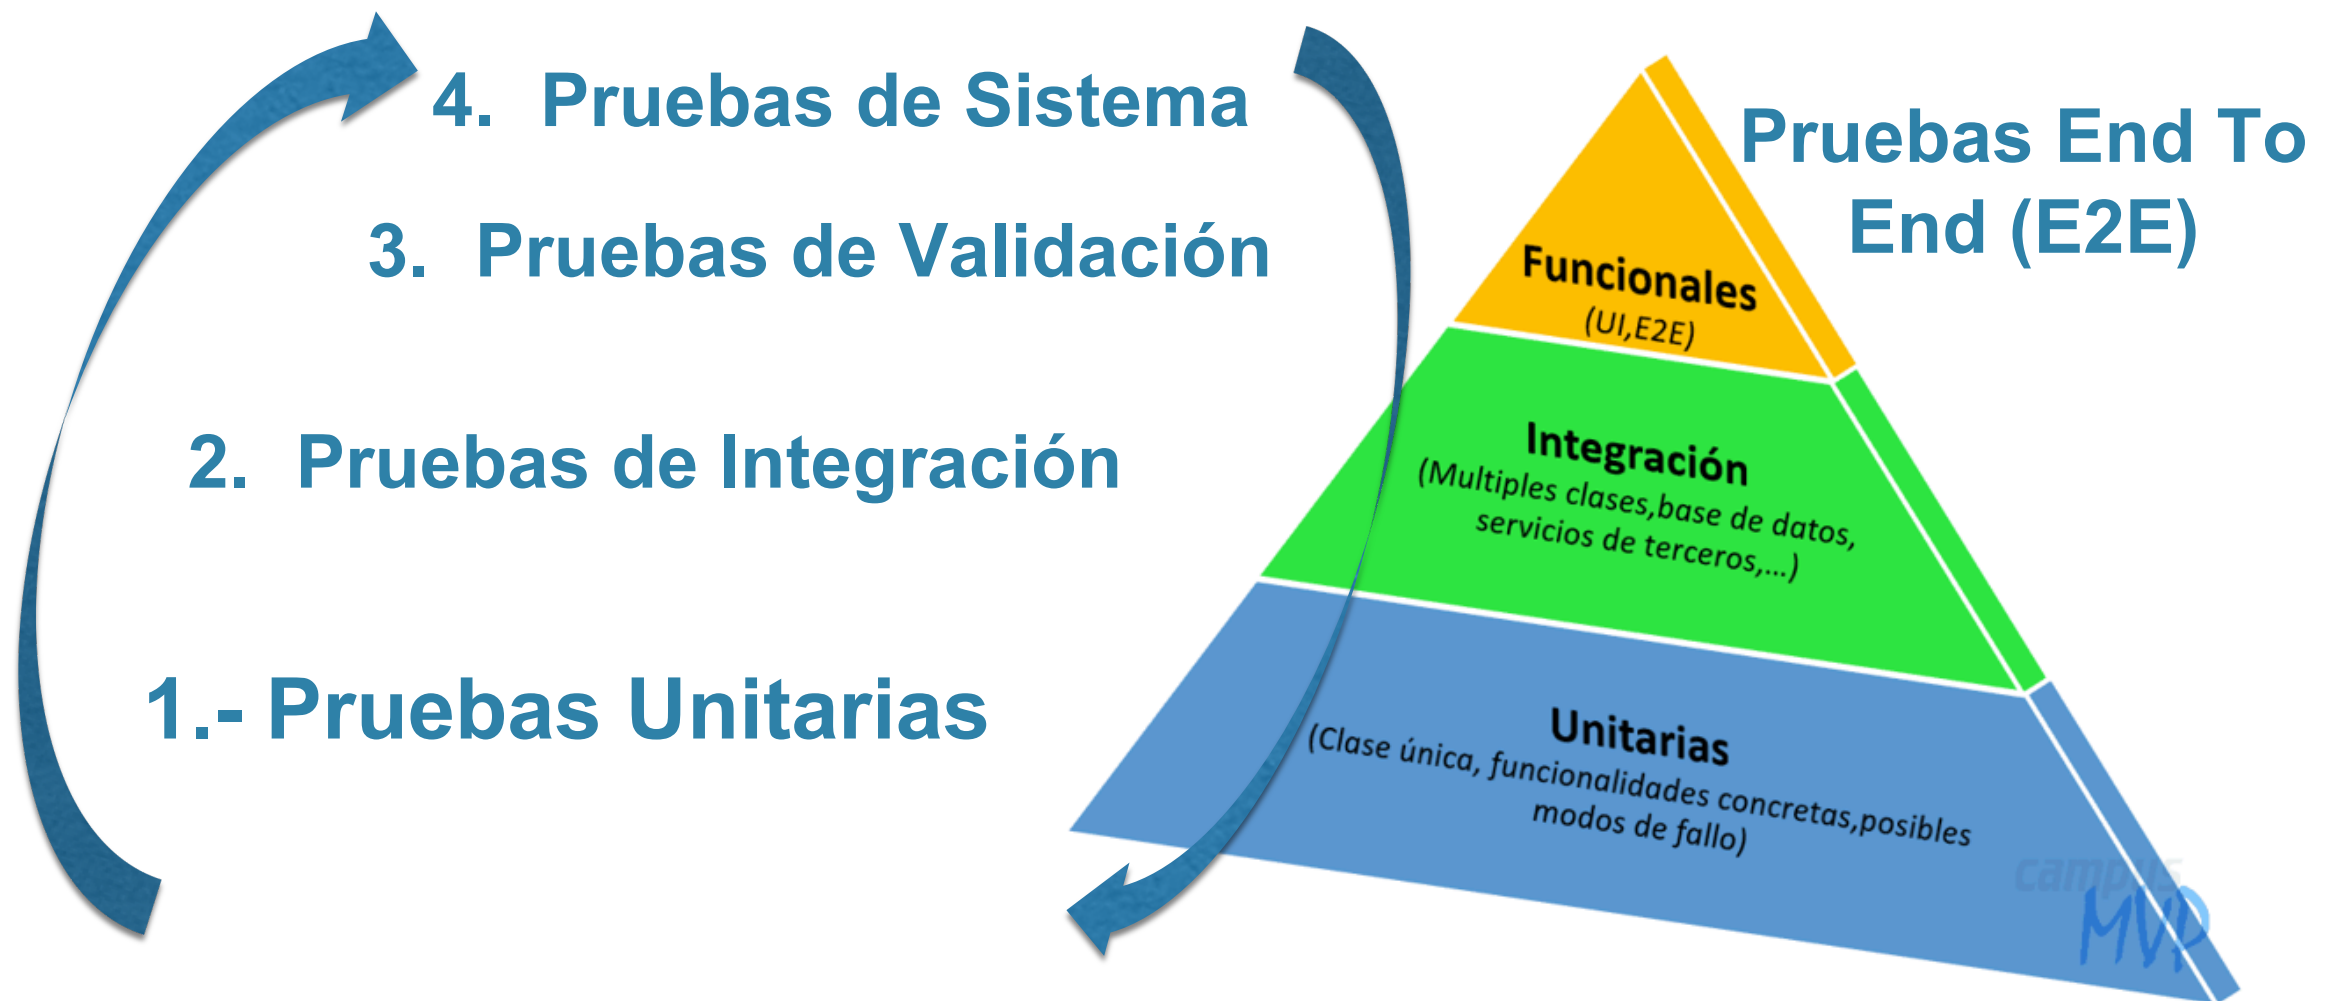 4. Pruebas de Sistema
3. Pruebas de Validación
2. Pruebas de Integración
1.- Pruebas Unitarias
Pruebas End To
End (E2E)
Funcionales
(UI,E2E)
Integración
(Multiples clases,base de datos,
servicios de terceros,...)
Unitarias
(Clase única, funcionalidades concretas,posibles
modos de fallo)
campus
MVP